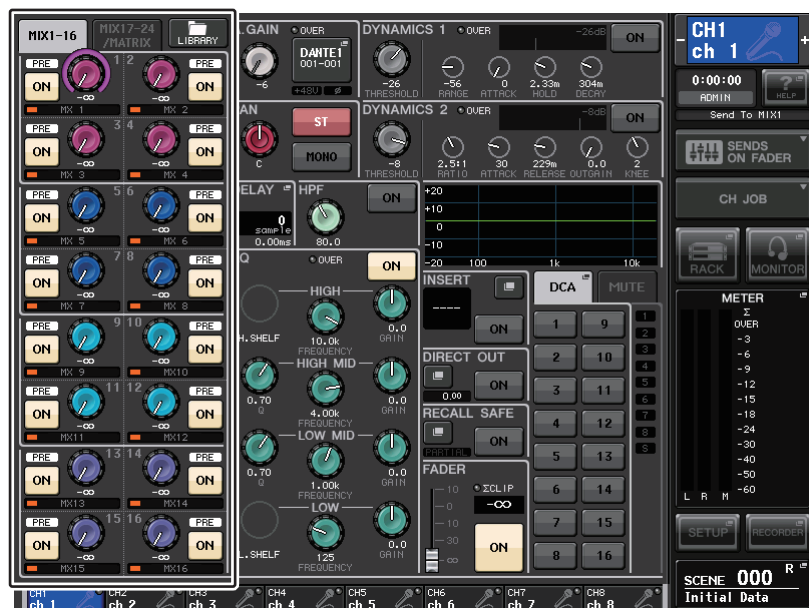 MIX1-16
MIX17-24
/MATRIX
LIBRARY
PRE 1 2 PRE
ON ON
-∞ -∞
MX 1 MX 2
PRE 3 4 PRE
ON ON
-∞ -∞
MX 3 MX 4
PRE 5 6 PRE
ON ON
-∞ -∞
MX 5 MX 6
PRE 7 8 PRE
ON ON
-∞ -∞
MX 7 MX 8
PRE 9 10 PRE
ON ON
-∞ -∞
MX 9 MX10
PRE 11 12 PRE
ON ON
-∞ -∞
MX11 MX12
PRE 13 14 PRE
ON ON
-∞ -∞
MX13 MX14
PRE 15 16 PRE
ON ON
-∞ -∞
MX15 MX16
.GAIN OVER
DANTE1
001-001
-6
+48V ø
AN
ST
MONO
C
ELAY
0
sample
0.00ms
HPF
ON
80.0
DYNAMICS 1 OVER
-26dB
ON
-26
THRESHOLD
-56 0 2.33m 304m
RANGE ATTACK HOLD DECAY
DYNAMICS 2 OVER
-8dB
ON
-8
THRESHOLD
2.5:1 30 229m 0.0 2
RATIO ATTACK RELEASE OUTGAIN KNEE
+20
+10
0
-10
-20 100 1k 10k
Q OVER ON
HIGH
H.SHELF
10.0k
FREQUENCY
0.0
GAIN
HIGH MID
0.70
Q
4.00k
FREQUENCY
0.0
GAIN
LOW MID
0.70
Q
1.00k
FREQUENCY
0.0
GAIN
LOW
L.SHELF
125
FREQUENCY
0.0
GAIN
INSERT
----
ON
DIRECT OUT
0.00
ON
RECALL SAFE
PARTIAL
ON
FADER
10
0
10
30
∞
ΣCLIP
-∞
ON
DCA MUTE
1 9
2 10
3 11
4 12
5 13
6 14
7 15
8 16
1
2
3
4
5
6
7
8
S
- CH1 +
ch 1
0:00:00
ADMIN
?
HELP
Send To MIX1
SENDS
ON FADER
CH JOB
RACK MONITOR
METER
Σ
OVER
-3
-6
-9
-12
-15
-18
-24
-30
-40
-50
-60
L R M
SETUP RECORDER
SCENE 000 R
Initial Data
CH1 CH2 CH3 CH4 CH5 CH6 CH7 CH8
ch 1 ch 2 ch 3 ch 4 ch 5 ch 6 ch 7 ch 8